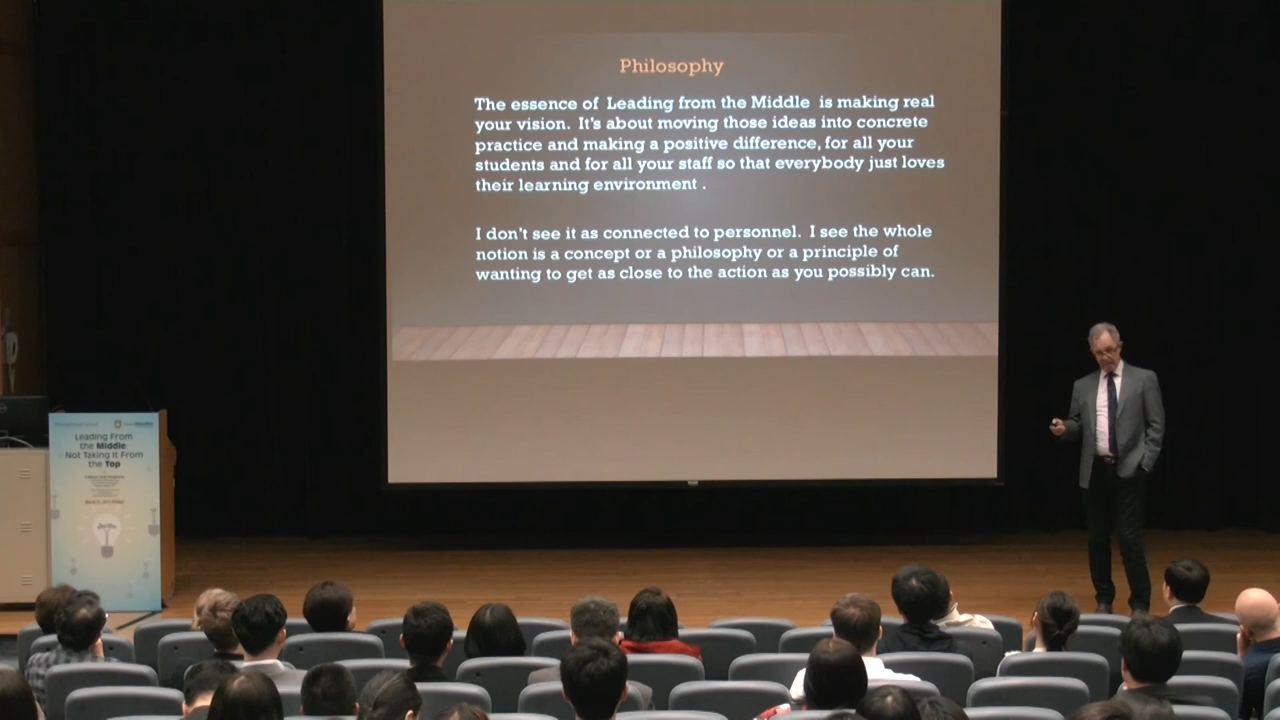 Philosophy
The essence of Leading from the Middle is making real
your vision. It's about moving those ideas into concrete
practice and making a positive difference, for all your
students and for all your staff so that everybody just loves
their learning environment .
I don't see it as connected to personnel. I see the whole
notion is a concept or a philosophy or a principle of
wanting to get as close to the action as you possibly can.
Leading From
the Middle
Not Taking It From
the Top